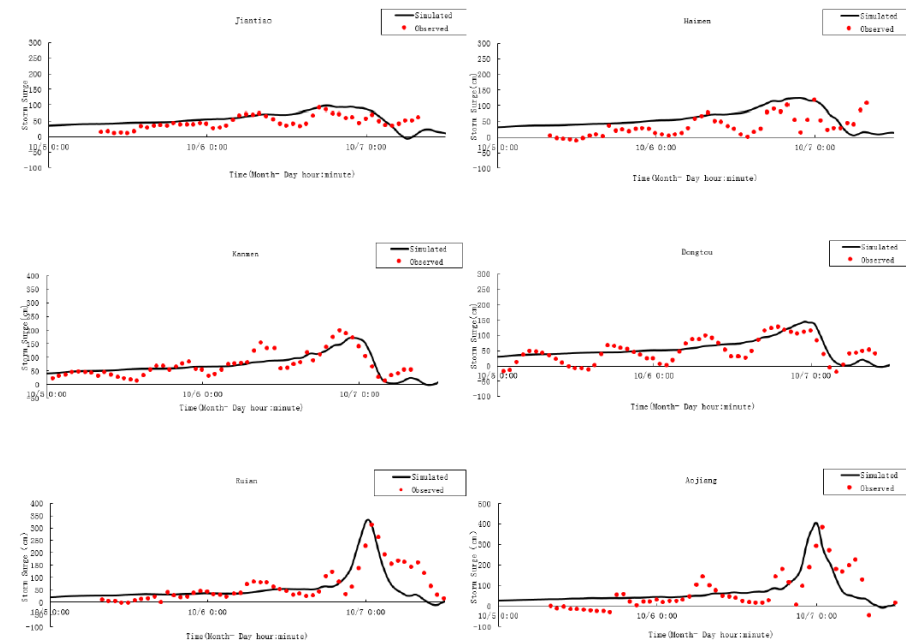 Jiantiao
Simulated
Observed
300
250
200
150
100
50
0
-50
-100
Storm Surge
10/5 0:00
10/6 0:00
10/7 0:00
Time(Month- Day hour:minute)
Haimen
Simulated
Observed
300
250
200
150
100
50
0
-50
-100
Storm Surge(cm)
10/5 0:00
10/6 0:00
10/7 0:00
Time(Month- Day hour:minute)
Kanmen
Simulated
Observed
400
350
300
250
200
150
100
50
0
50
Storm Surge(cm)
10/5 0:00
10/6 0:00
10/7 0:00
Time(Month- Day hour:minute)
Dongtou
Simulated
Observed
300
250
200
150
100
50
0
-50
-100
Storm Surge(cm)
10/5 0:00
10/6 0:00
10/7 0:00
Time(Month- Day hour:minute)
Ruian
Simulated
Observed
400
350
300
250
200
150
100
50
0
-50
-100
Storm Surge (cm)
10/5 0:00
10/6 0:00
10/7 0:00
Time(Month- Day hour:minute)
Aojiang
Simulated
Observed
500
400
300
200
100
0
-100
Storm Surge (cm)
10/5 0:00
10/6 0:00
10/7 0:00
Time(Month- Day hour:minute)